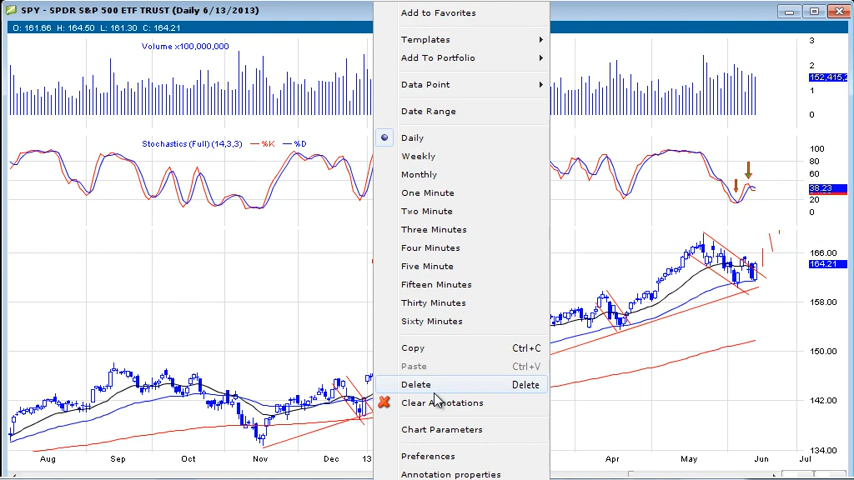 SPY - SPDR S&P 500 ETF TRUST (Daily 6/13/2013)
O: 161.66 H: 164.50 L: 161.30 C: 164.21
Volume x100,000,000
3
2
152,415,2
1
0
Stochastics (Full) (14,3,3) %K %D
100
80
60
38.23
20
0
166.00
164.21
158.00
150.00
142.00
134.00
Aug Sep Oct Nov Dec 13 Apr May Jun Jul
Add to Favorites
Templates
Add To Portfolio
Data Point
Date Range
Daily
Weekly
Monthly
One Minute
Two Minute
Three Minutes
Four Minutes
Five Minute
Fifteen Minutes
Thirty Minutes
Sixty Minutes
Copy Ctrl+C
Paste Ctrl+V
Delete Delete
Clear Annotations
Chart Parameters
Preferences
Annotation properties